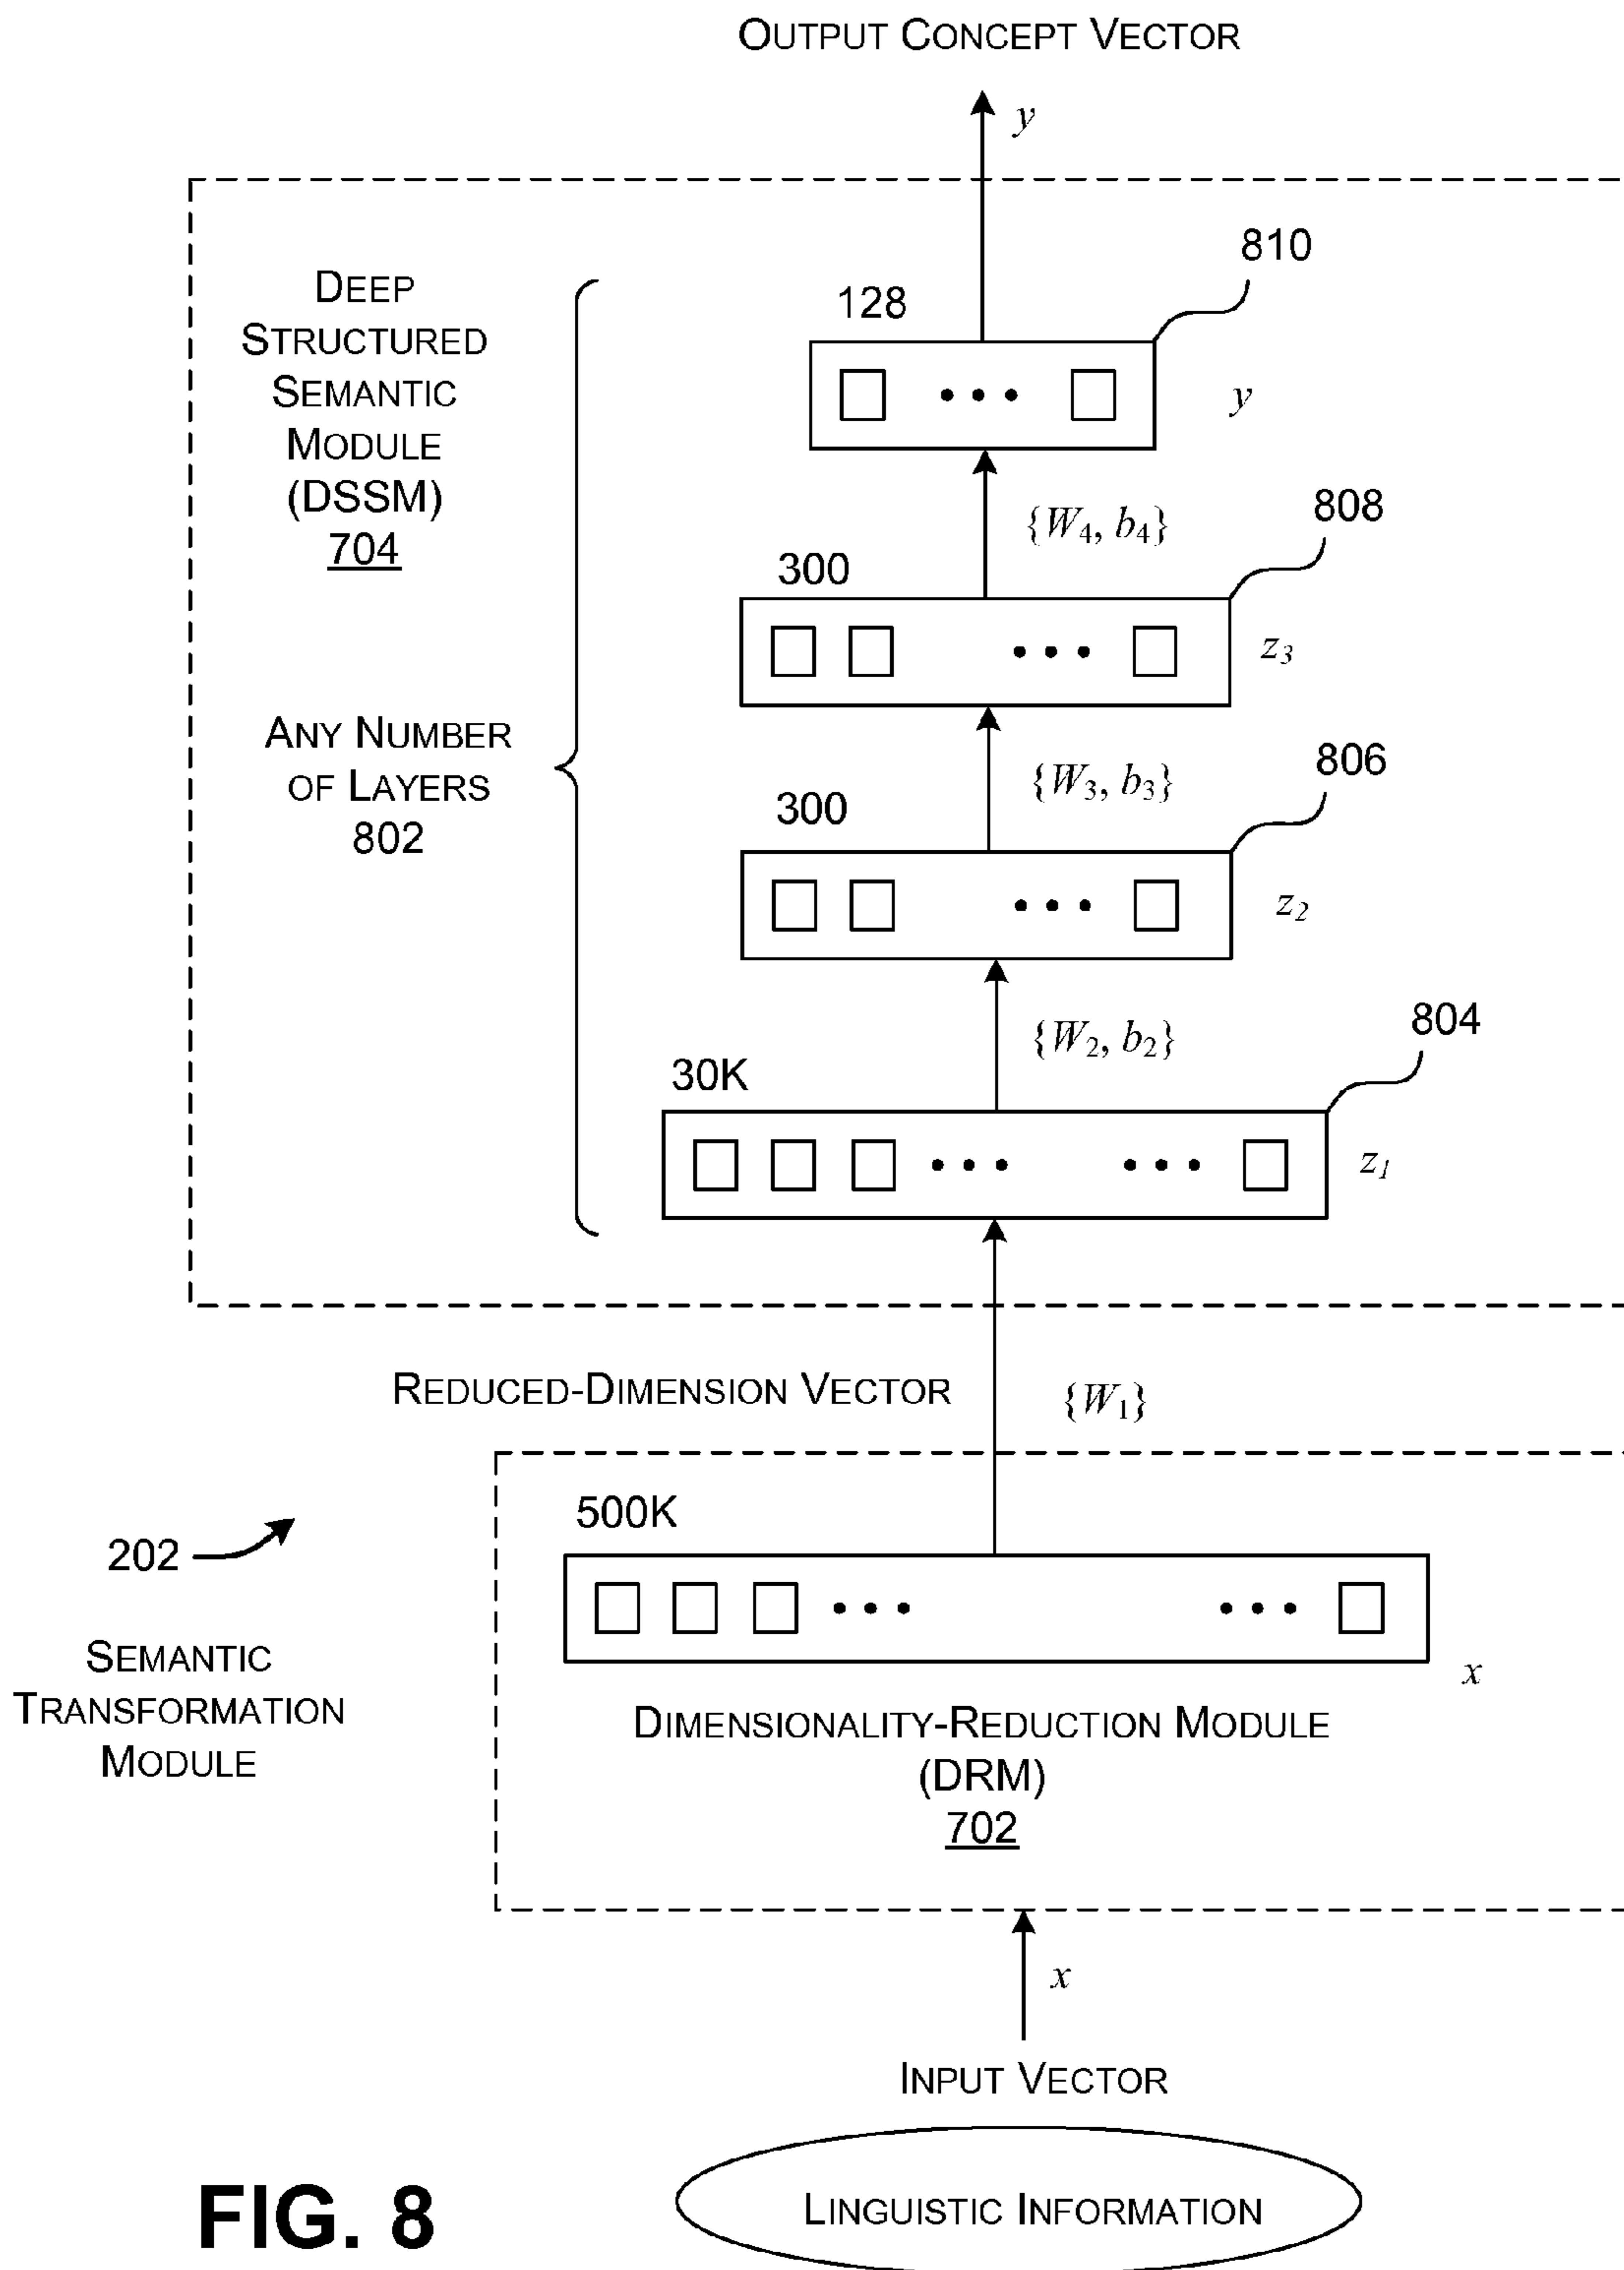 OUTPUT CONCEPT VECTOR
y
810
DEEP
STRUCTURED
SEMANTIC
MODULE
(DSSM)
704
128
y
808
{W4, b4}
300
z3
ANY NUMBER
OF LAYERS
802
806
{W3, b3}
300
z2
804
{W2, b2}
30K
z1
REDUCED-DIMENSION VECTOR
{W1}
500K
202
x
SEMANTIC
TRANSFORMATION
MODULE
DIMENSIONALITY-REDUCTION MODULE
(DRM)
702
x
INPUT VECTOR
LINGUISTIC INFORMATION
FIG. 8